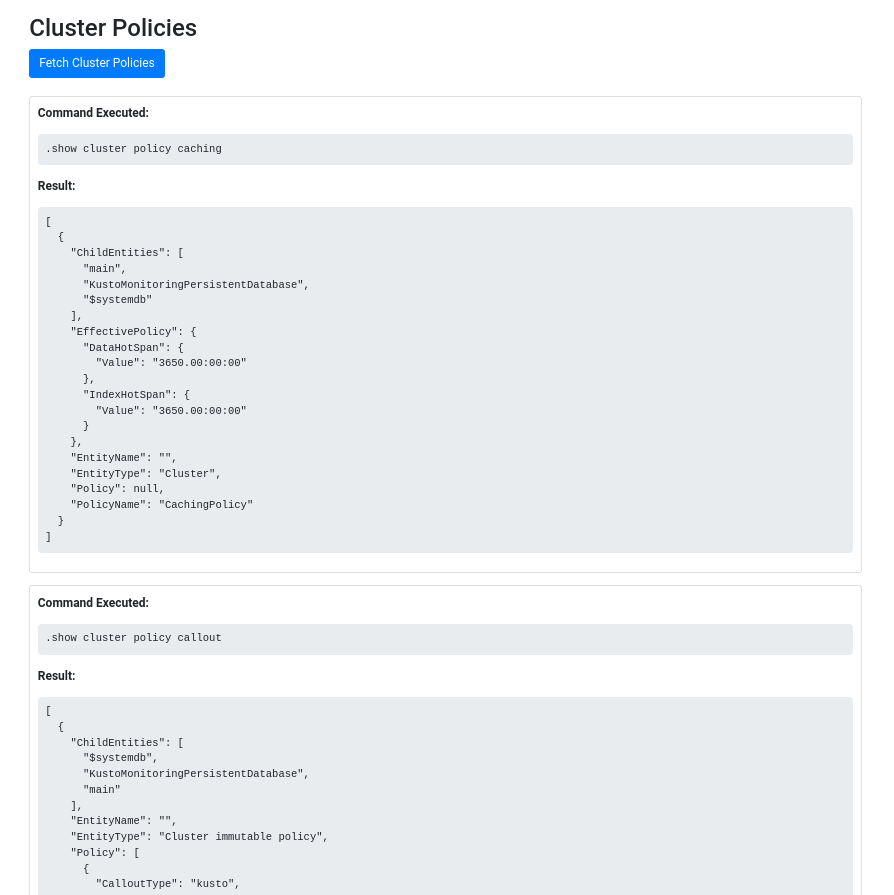 Cluster Policies
Fetch Cluster Policies
Command Executed:
.show cluster policy caching
Result:
[
  {
    "ChildEntities": [
      "main",
      "KustoMonitoringPersistentDatabase",
      "$systemdb"
    ],
    "EffectivePolicy": {
      "DataHotSpan": {
        "Value": "3650.00:00:00"
      },
      "IndexHotSpan": {
        "Value": "3650.00:00:00"
      }
    },
    "EntityName": "",
    "EntityType": "Cluster",
    "Policy": null,
    "PolicyName": "CachingPolicy"
  }
]
Command Executed:
.show cluster policy callout
Result:
[
  {
    "ChildEntities": [
      "$systemdb",
      "KustoMonitoringPersistentDatabase",
      "main"
    ],
    "EntityName": "",
    "EntityType": "Cluster immutable policy",
    "Policy": [
      {
        "CalloutType": "kusto",